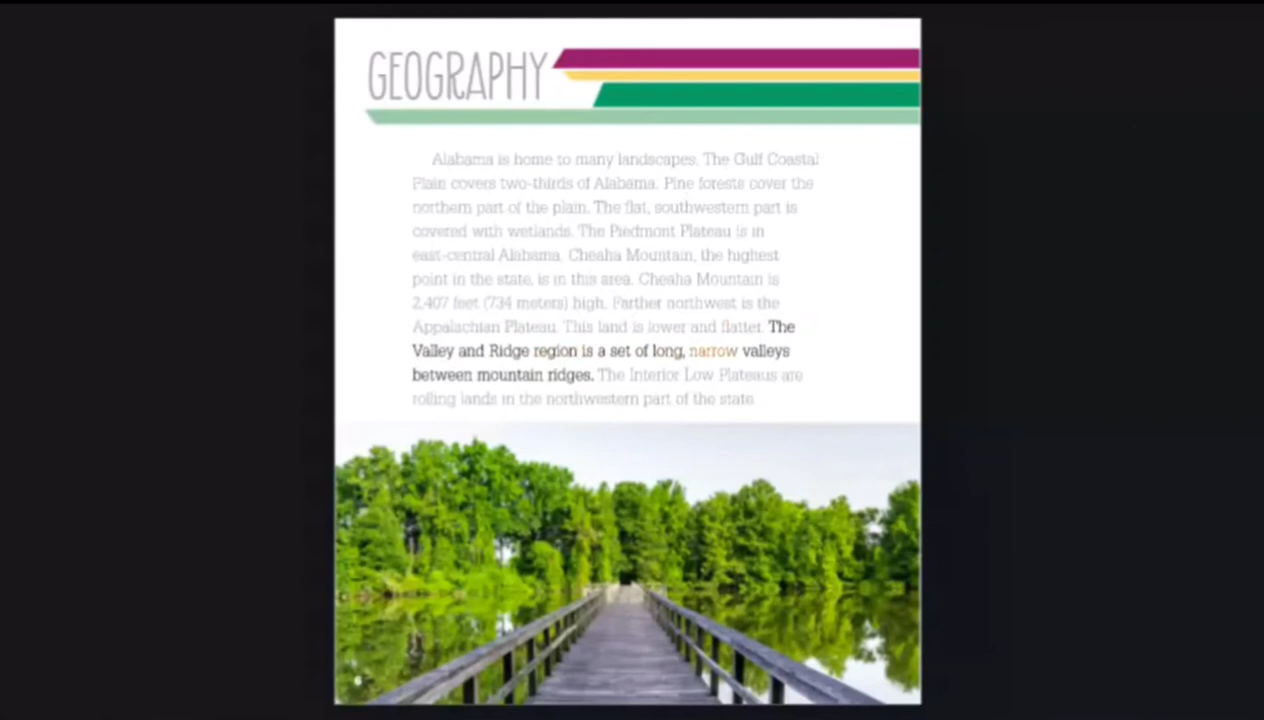 GEOGRAPHY
Alabama is home to many landscapes. The Gulf Coastal
Plain covers two-thirds of Alabama. Pine forests cover the
northern part of the plain. The flat, southwestern part is
covered with wetlands. The Piedmont Plateau is in
east-central Alabama. Cheaha Mountain, the highest
point in the state, is in this area. Cheaha Mountain is
2,407 feet (734 meters) high. Farther northwest is the
Appalachian Plateau. This land is lower and flatter. The
Valley and Ridge region is a set of long, narrow valleys
between mountain ridges. The Interior Low Plateaus are
rolling lands in the northwestern part of the state.
6